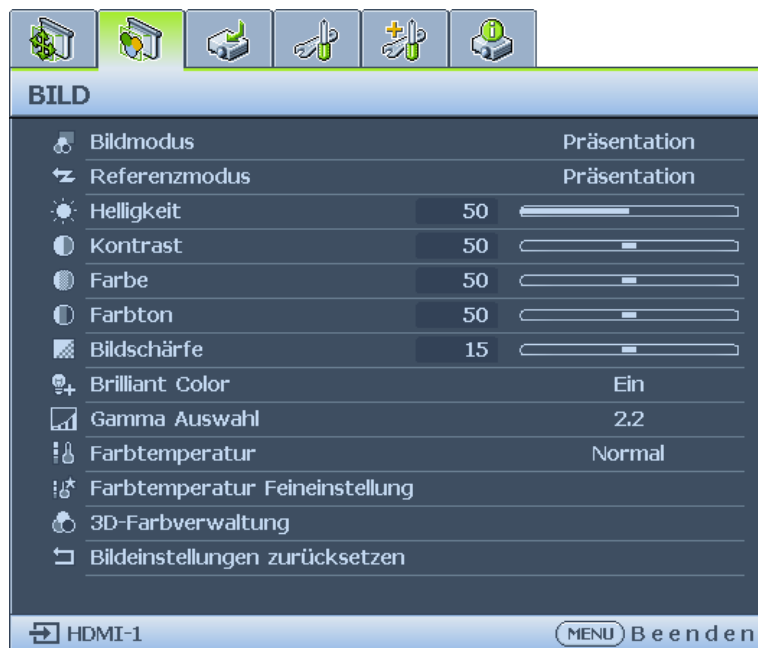 BILD
Bildmodus Präsentation
Referenzmodus Präsentation
Helligkeit 50
Kontrast 50
Farbe 50
Farbton 50
Bildschärfe 15
Brilliant Color Ein
Gamma Auswahl 2.2
Farbtemperatur Normal
Farbtemperatur Feineinstellung
3D-Farbverwaltung
Bildeinstellungen zurücksetzen
HDMI-1 MENU Beenden